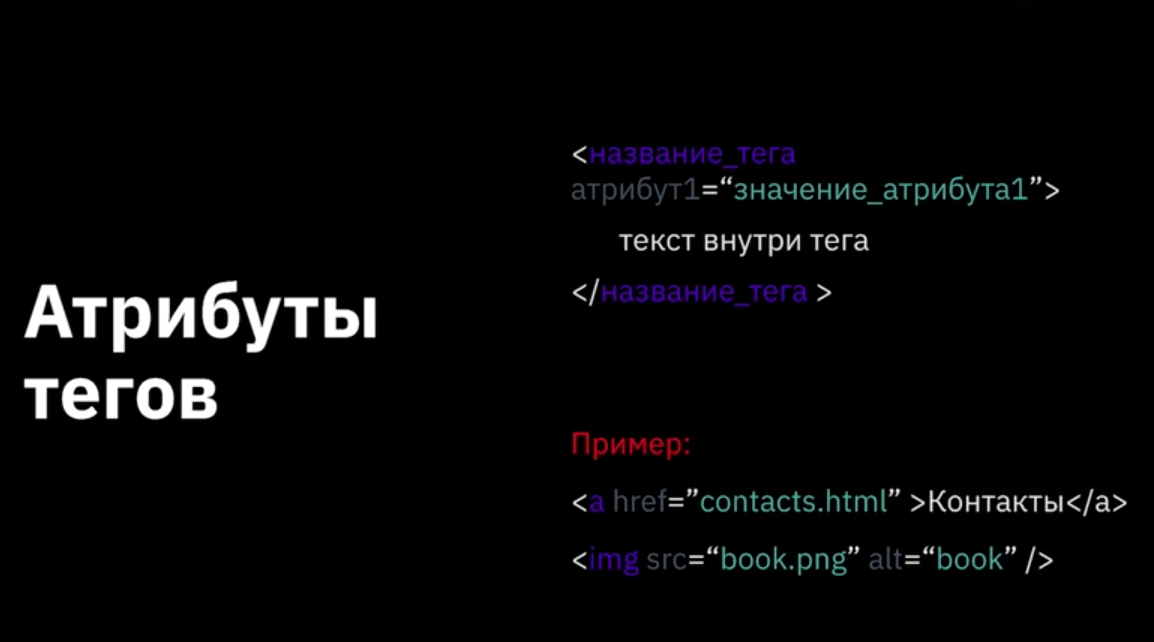 Атрибуты
тегов
<название_тега
атрибут1=“значение_атрибута1”>
текст внутри тега
</название_тега >
Пример:
<a href=”contacts.html” >Контакты</a>
<img src=“book.png” alt=“book” />